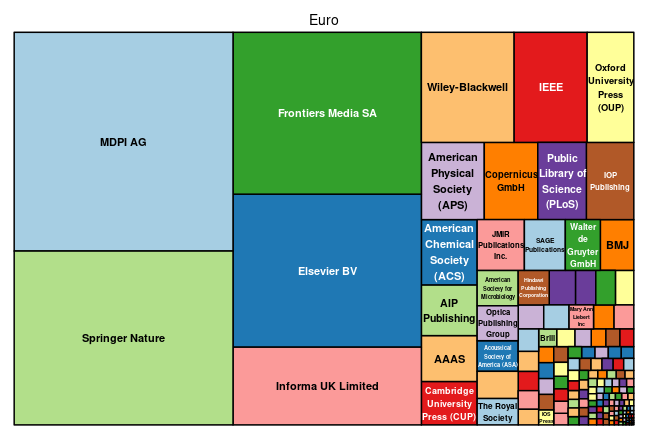 Euro
MDPI AG
Springer Nature
Frontiers Media SA
Elsevier BV
Informa UK Limited
Wiley-Blackwell
IEEE
Oxford
University
Press
(OUP)
American
Physical
Society
(APS)
Copernicus
GmbH
Public
Library of
Science
(PLoS)
IOP
Publishing
American
Chemical
Society
(ACS)
JMIR
Publications
Inc.
SAGE
Publications
Walter
de
Gruyter
GmbH
BMJ
AIP
Publishing
American
Society for
Microbiology
Hindawi
Publishing
Corporation
Optica
Publishing
Group
Mary Ann
Liebert
Inc
AAAS
Acoustical
Society of
America (ASA)
Brill
Cambridge
University
Press (CUP)
The Royal
Society
IOS
Press